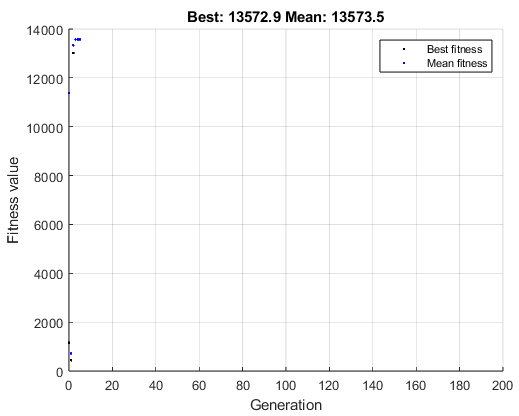 Best: 13572.9 Mean: 13573.5
14000
12000
10000
8000
6000
4000
2000
0
Fitness value
Best fitness
Mean fitness
0 20 40 60 80 100 120 140 160 180 200
Generation